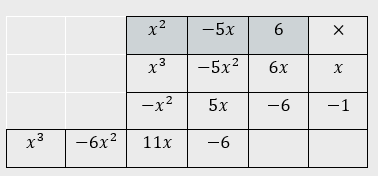 x² −5x 6 ×
x³ −5x² 6x x
−x² 5x −6 −1
x³ −6x² 11x −6